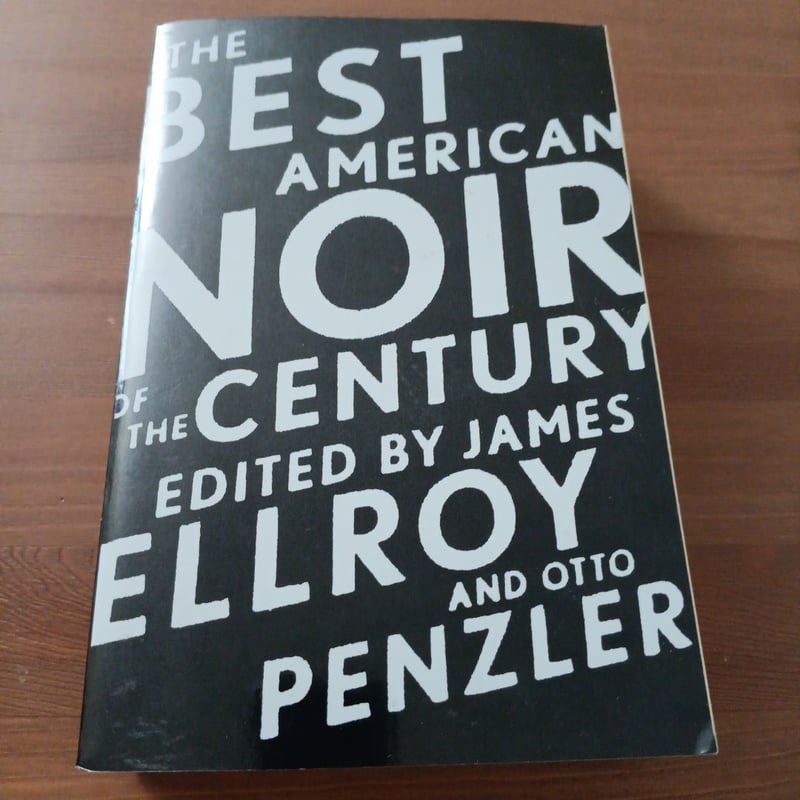 THE
BEST
AMERICAN
NOIR
OF
THE CENTURY
EDITED BY JAMES
ELLROY
AND OTTO
PENZLER